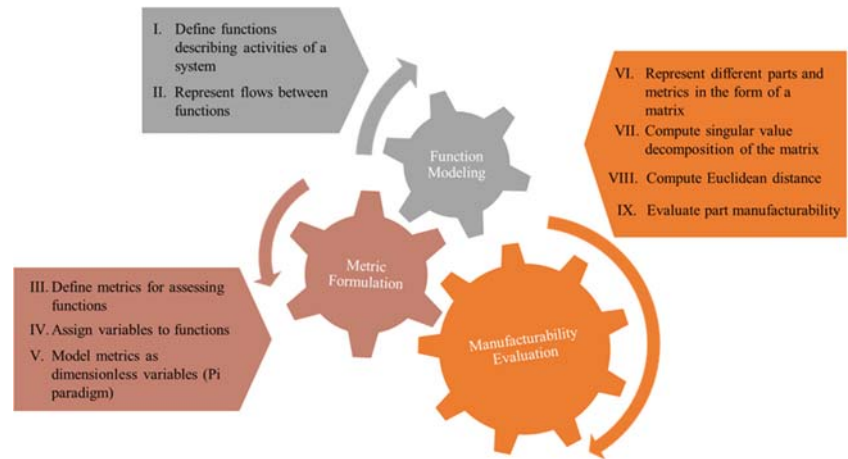 I. Define functions
describing activities of a
system
II. Represent flows between
functions
Function
Modeling
Metric
Formulation
III. Define metrics for assessing
functions
IV. Assign variables to functions
V. Model metrics as
dimensionless variables (Pi
paradigm)
VI. Represent different parts and
metrics in the form of a
matrix
VII. Compute singular value
decomposition of the matrix
VIII. Compute Euclidean distance
IX. Evaluate part manufacturability
Manufacturability
Evaluation